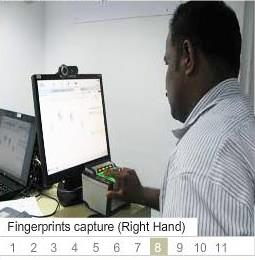 Fingerprints capture (Right Hand)
1 2 3 4 5 6 7 8 9 10 11